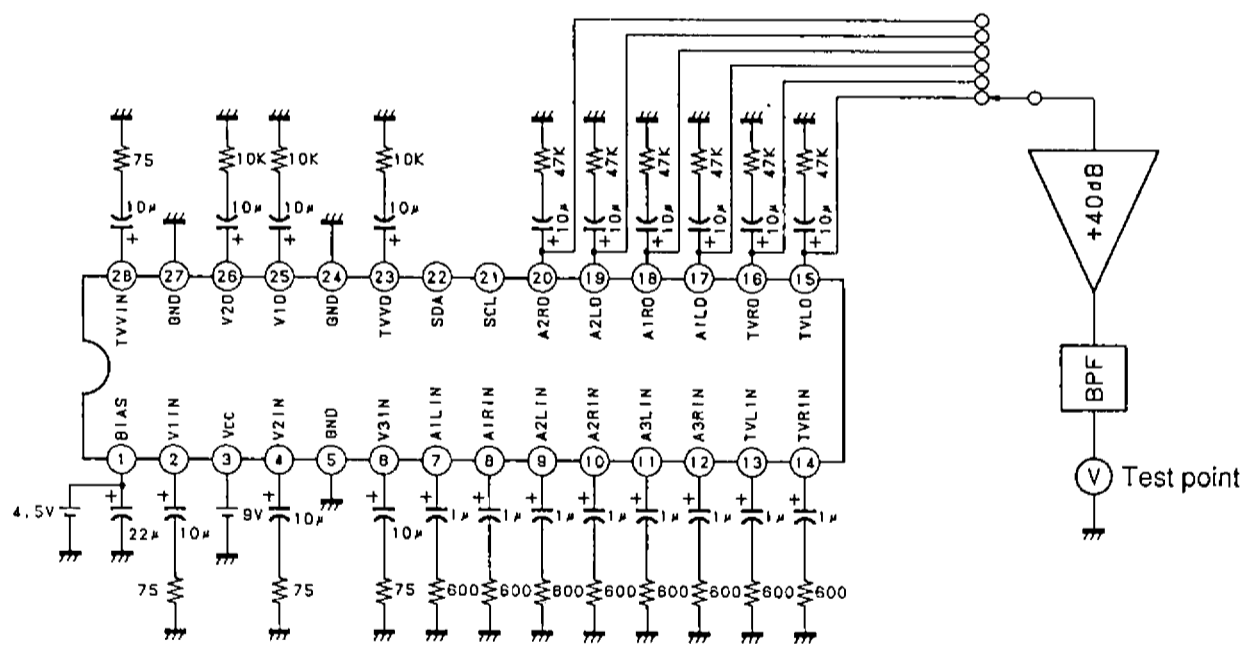 75 10K 10K 10K 47K 47K 47K 47K 47K 47K
10µ 10µ 10µ 10µ 10µ 10µ 10µ 10µ 10µ 10µ
+ + + + + + + + + +
+40dB
28 27 26 25 24 23 22 21 20 19 18 17 16 15
TVVIN GND V2O V1O GND TVVO SDA SCL A2RO A2LO A1RO A1LO TVRO TVLO
BPF
BIAS V1IN VCC V2IN GND V3IN A1LIN A1RIN A2LIN A2RIN A3LIN A3RIN TVLIN TVRIN
1 2 3 4 5 6 7 8 9 10 11 12 13 14
V Test point
+ + + + + + + + + + + +
4.5V 22µ 10µ 9V 10µ 10µ 1µ 1µ 1µ 1µ 1µ 1µ 1µ 1µ
75 75 75 600 600 600 600 600 600 600 600